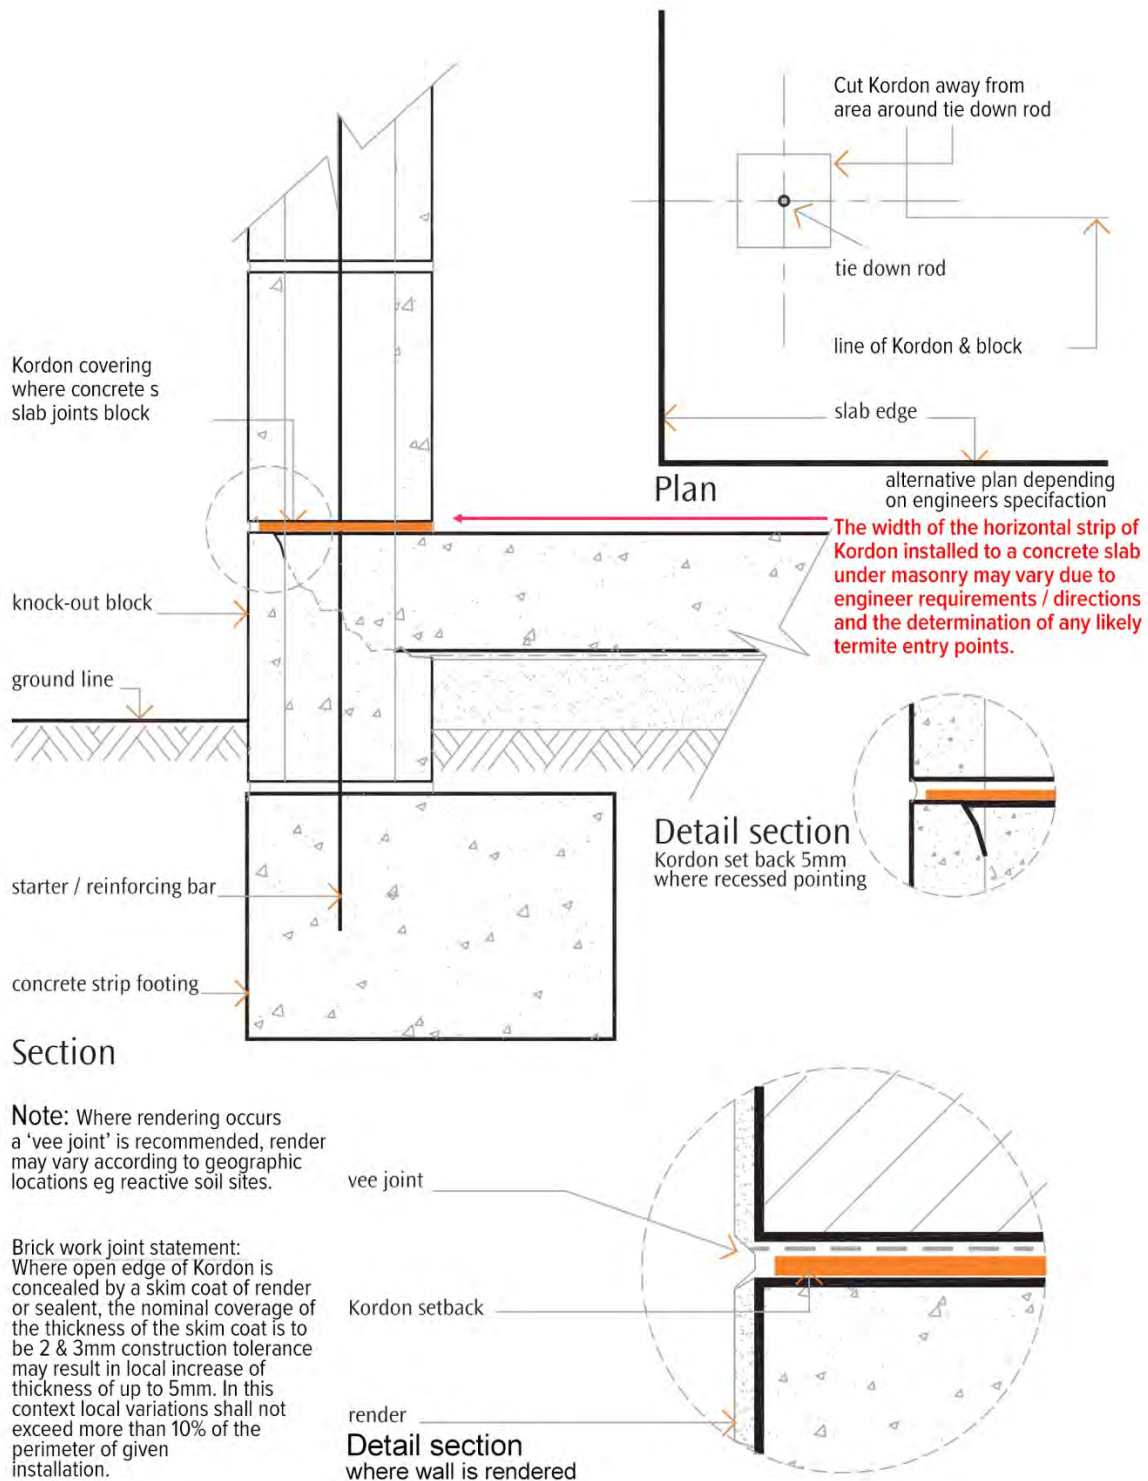 Cut Kordon away from
area around tie down rod
tie down rod
line of Kordon & block
slab edge
Plan
alternative plan depending
on engineers specifaction
Kordon covering
where concrete s
slab joints block
The width of the horizontal strip of
Kordon installed to a concrete slab
under masonry may vary due to
engineer requirements / directions
and the determination of any likely
termite entry points.
knock-out block
ground line
Detail section
Kordon set back 5mm
where recessed pointing
starter / reinforcing bar
concrete strip footing
Section
Note: Where rendering occurs
a ‘vee joint’ is recommended, render
may vary according to geographic
locations eg reactive soil sites.
Brick work joint statement:
Where open edge of Kordon is
concealed by a skim coat of render
or sealent, the nominal coverage of
the thickness of the skim coat is to
be 2 & 3mm construction tolerance
may result in local increase of
thickness of up to 5mm. In this
context local variations shall not
exceed more than 10% of the
perimeter of given
installation.
vee joint
Kordon setback
render
Detail section
where wall is rendered